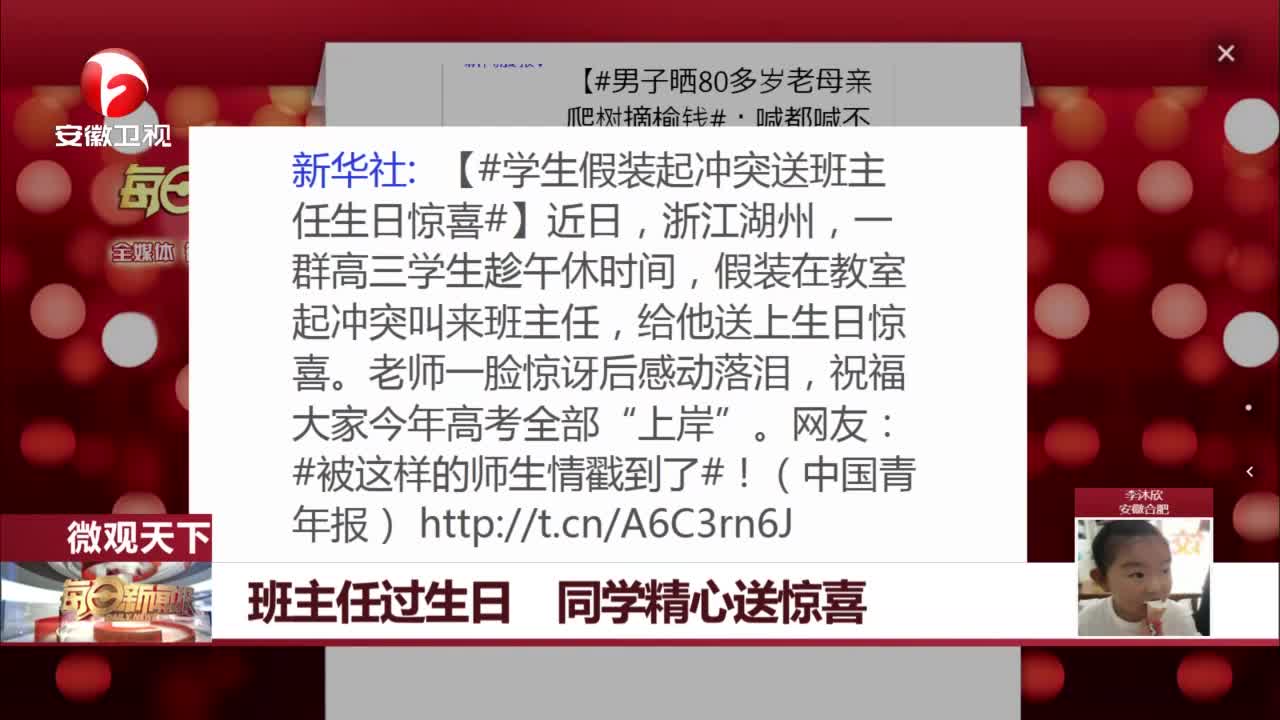 安徽卫视
每日
全媒体
【#男子晒80多岁老母亲
爬树摘榆钱#：喊都喊不
新华社:【#学生假装起冲突送班主
任生日惊喜#】近日，浙江湖州，一
群高三学生趁午休时间，假装在教室
起冲突叫来班主任，给他送上生日惊
喜。老师一脸惊讶后感动落泪，祝福
大家今年高考全部“上岸”。网友：
#被这样的师生情戳到了#！（中国青
年报）http://t.cn/A6C3rn6J
微观天下
每日新闻报
DAILY NEWS
班主任过生日 同学精心送惊喜
李沐欣
安徽合肥